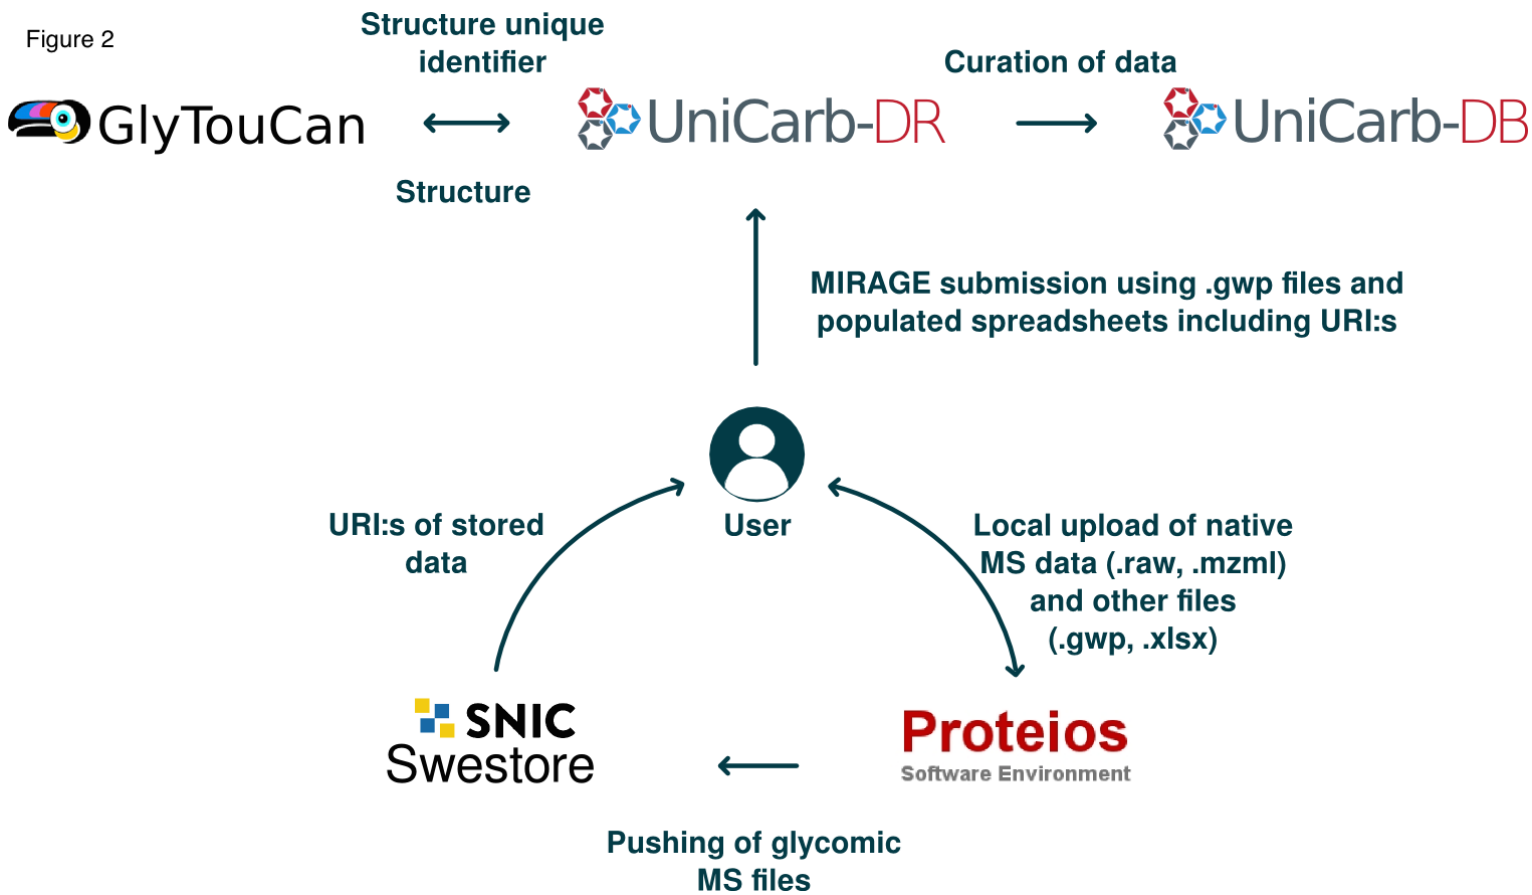 Figure 2
Structure unique
identifier
Curation of data
GlyTouCan
UniCarb-DR
UniCarb-DB
Structure
MIRAGE submission using .gwp files and
populated spreadsheets including URI:s
User
URI:s of stored
data
Local upload of native
MS data (.raw, .mzml)
and other files
(.gwp, .xlsx)
SNIC
Swestore
Proteios
Software Environment
Pushing of glycomic
MS files